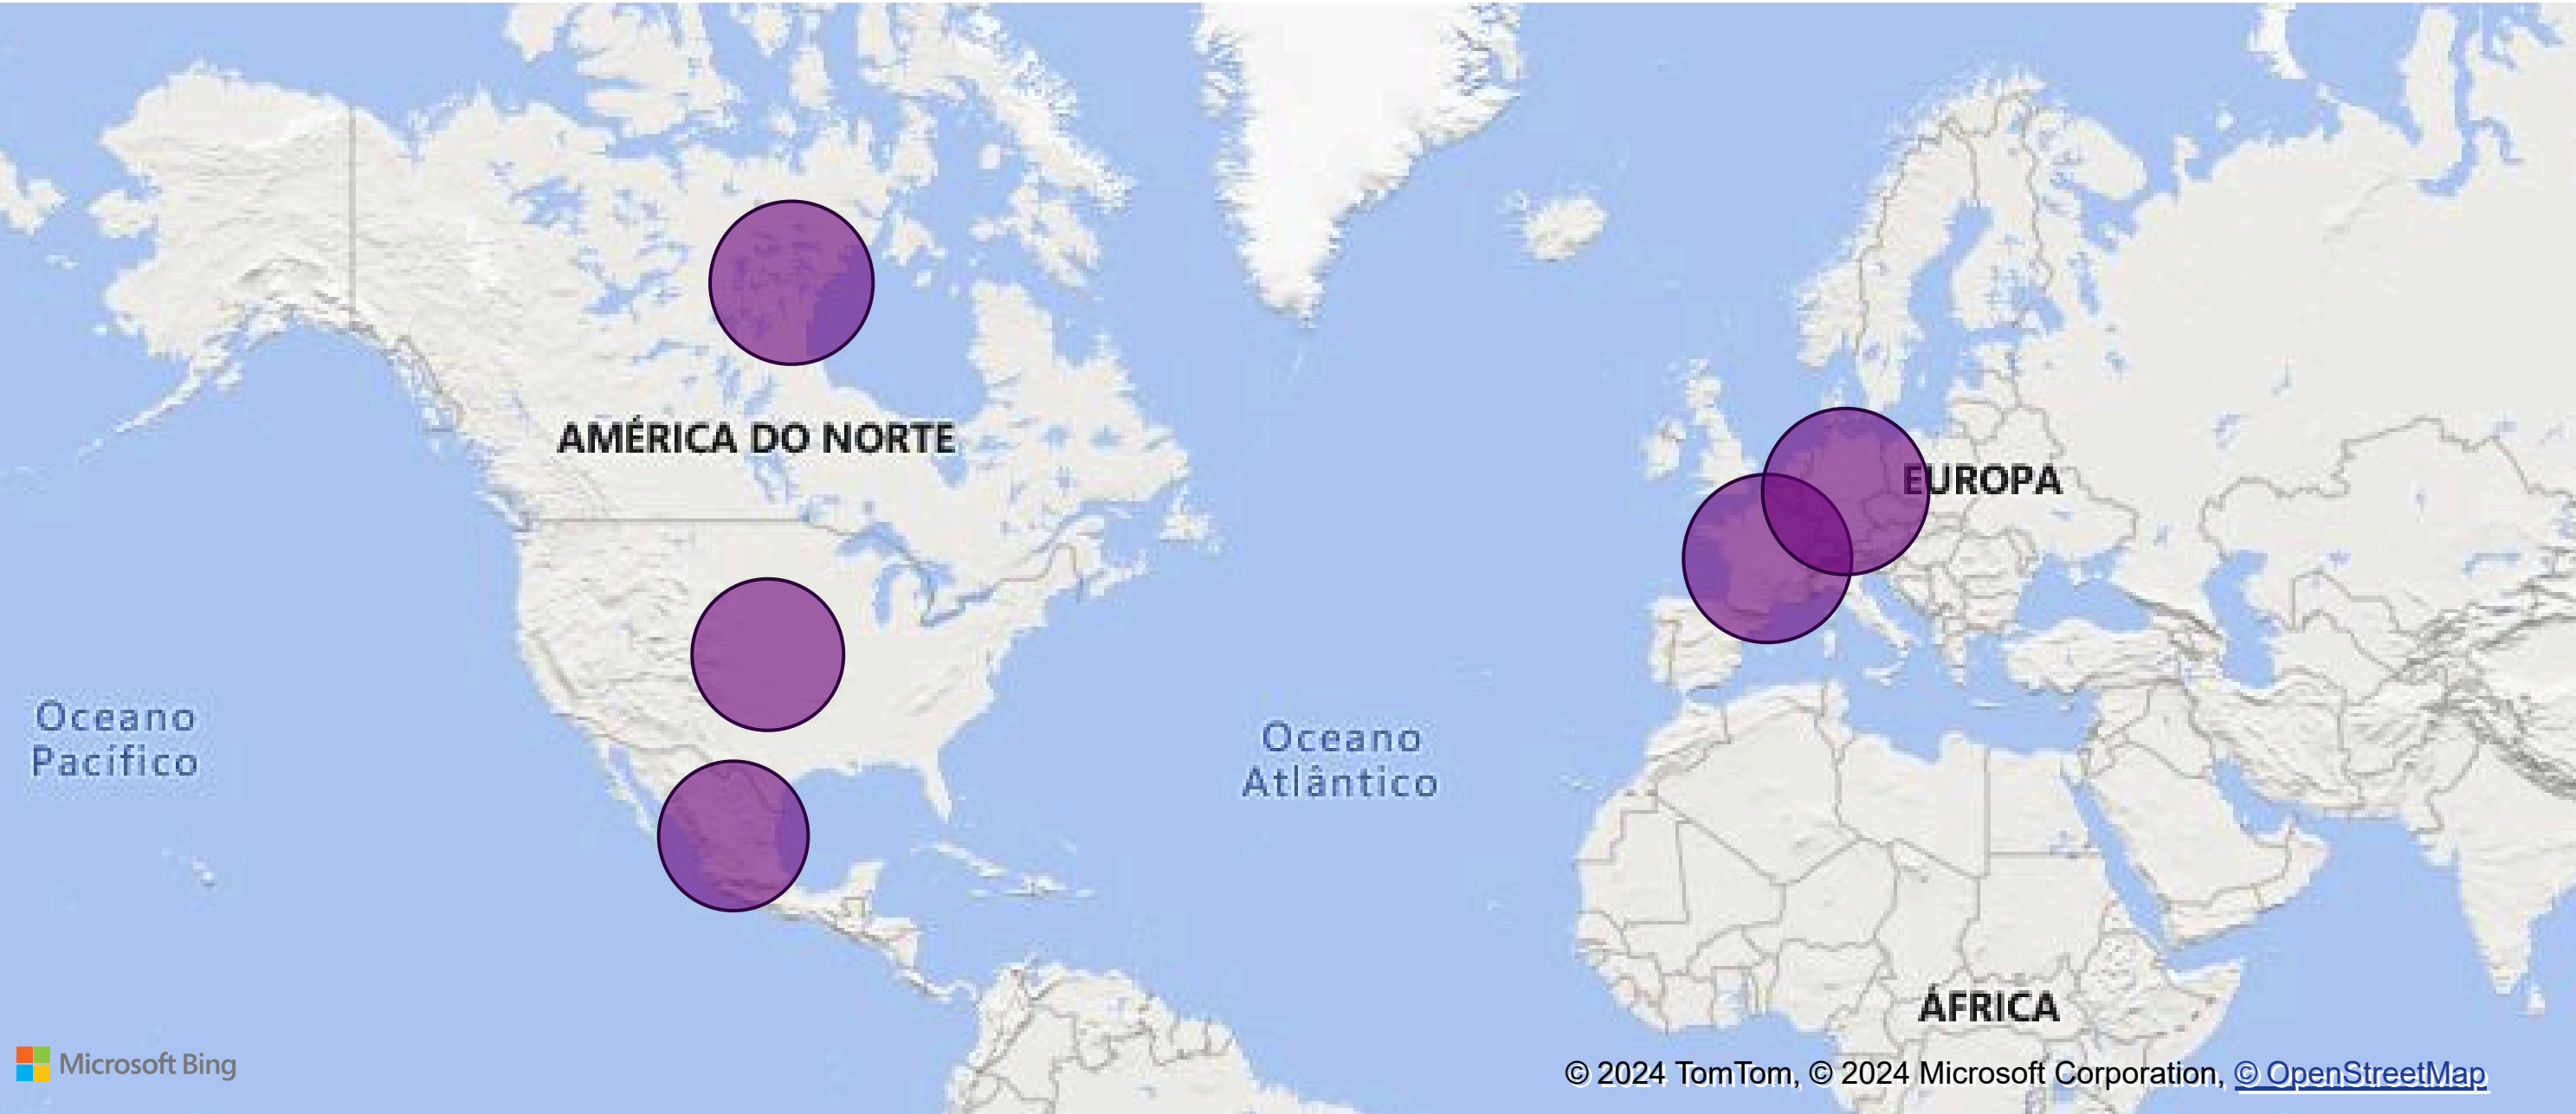 AMÉRICA DO NORTE
EUROPA
Oceano
Pacífico
Oceano
Atlântico
ÁFRICA
Microsoft Bing
© 2024 TomTom, © 2024 Microsoft Corporation, © OpenStreetMap